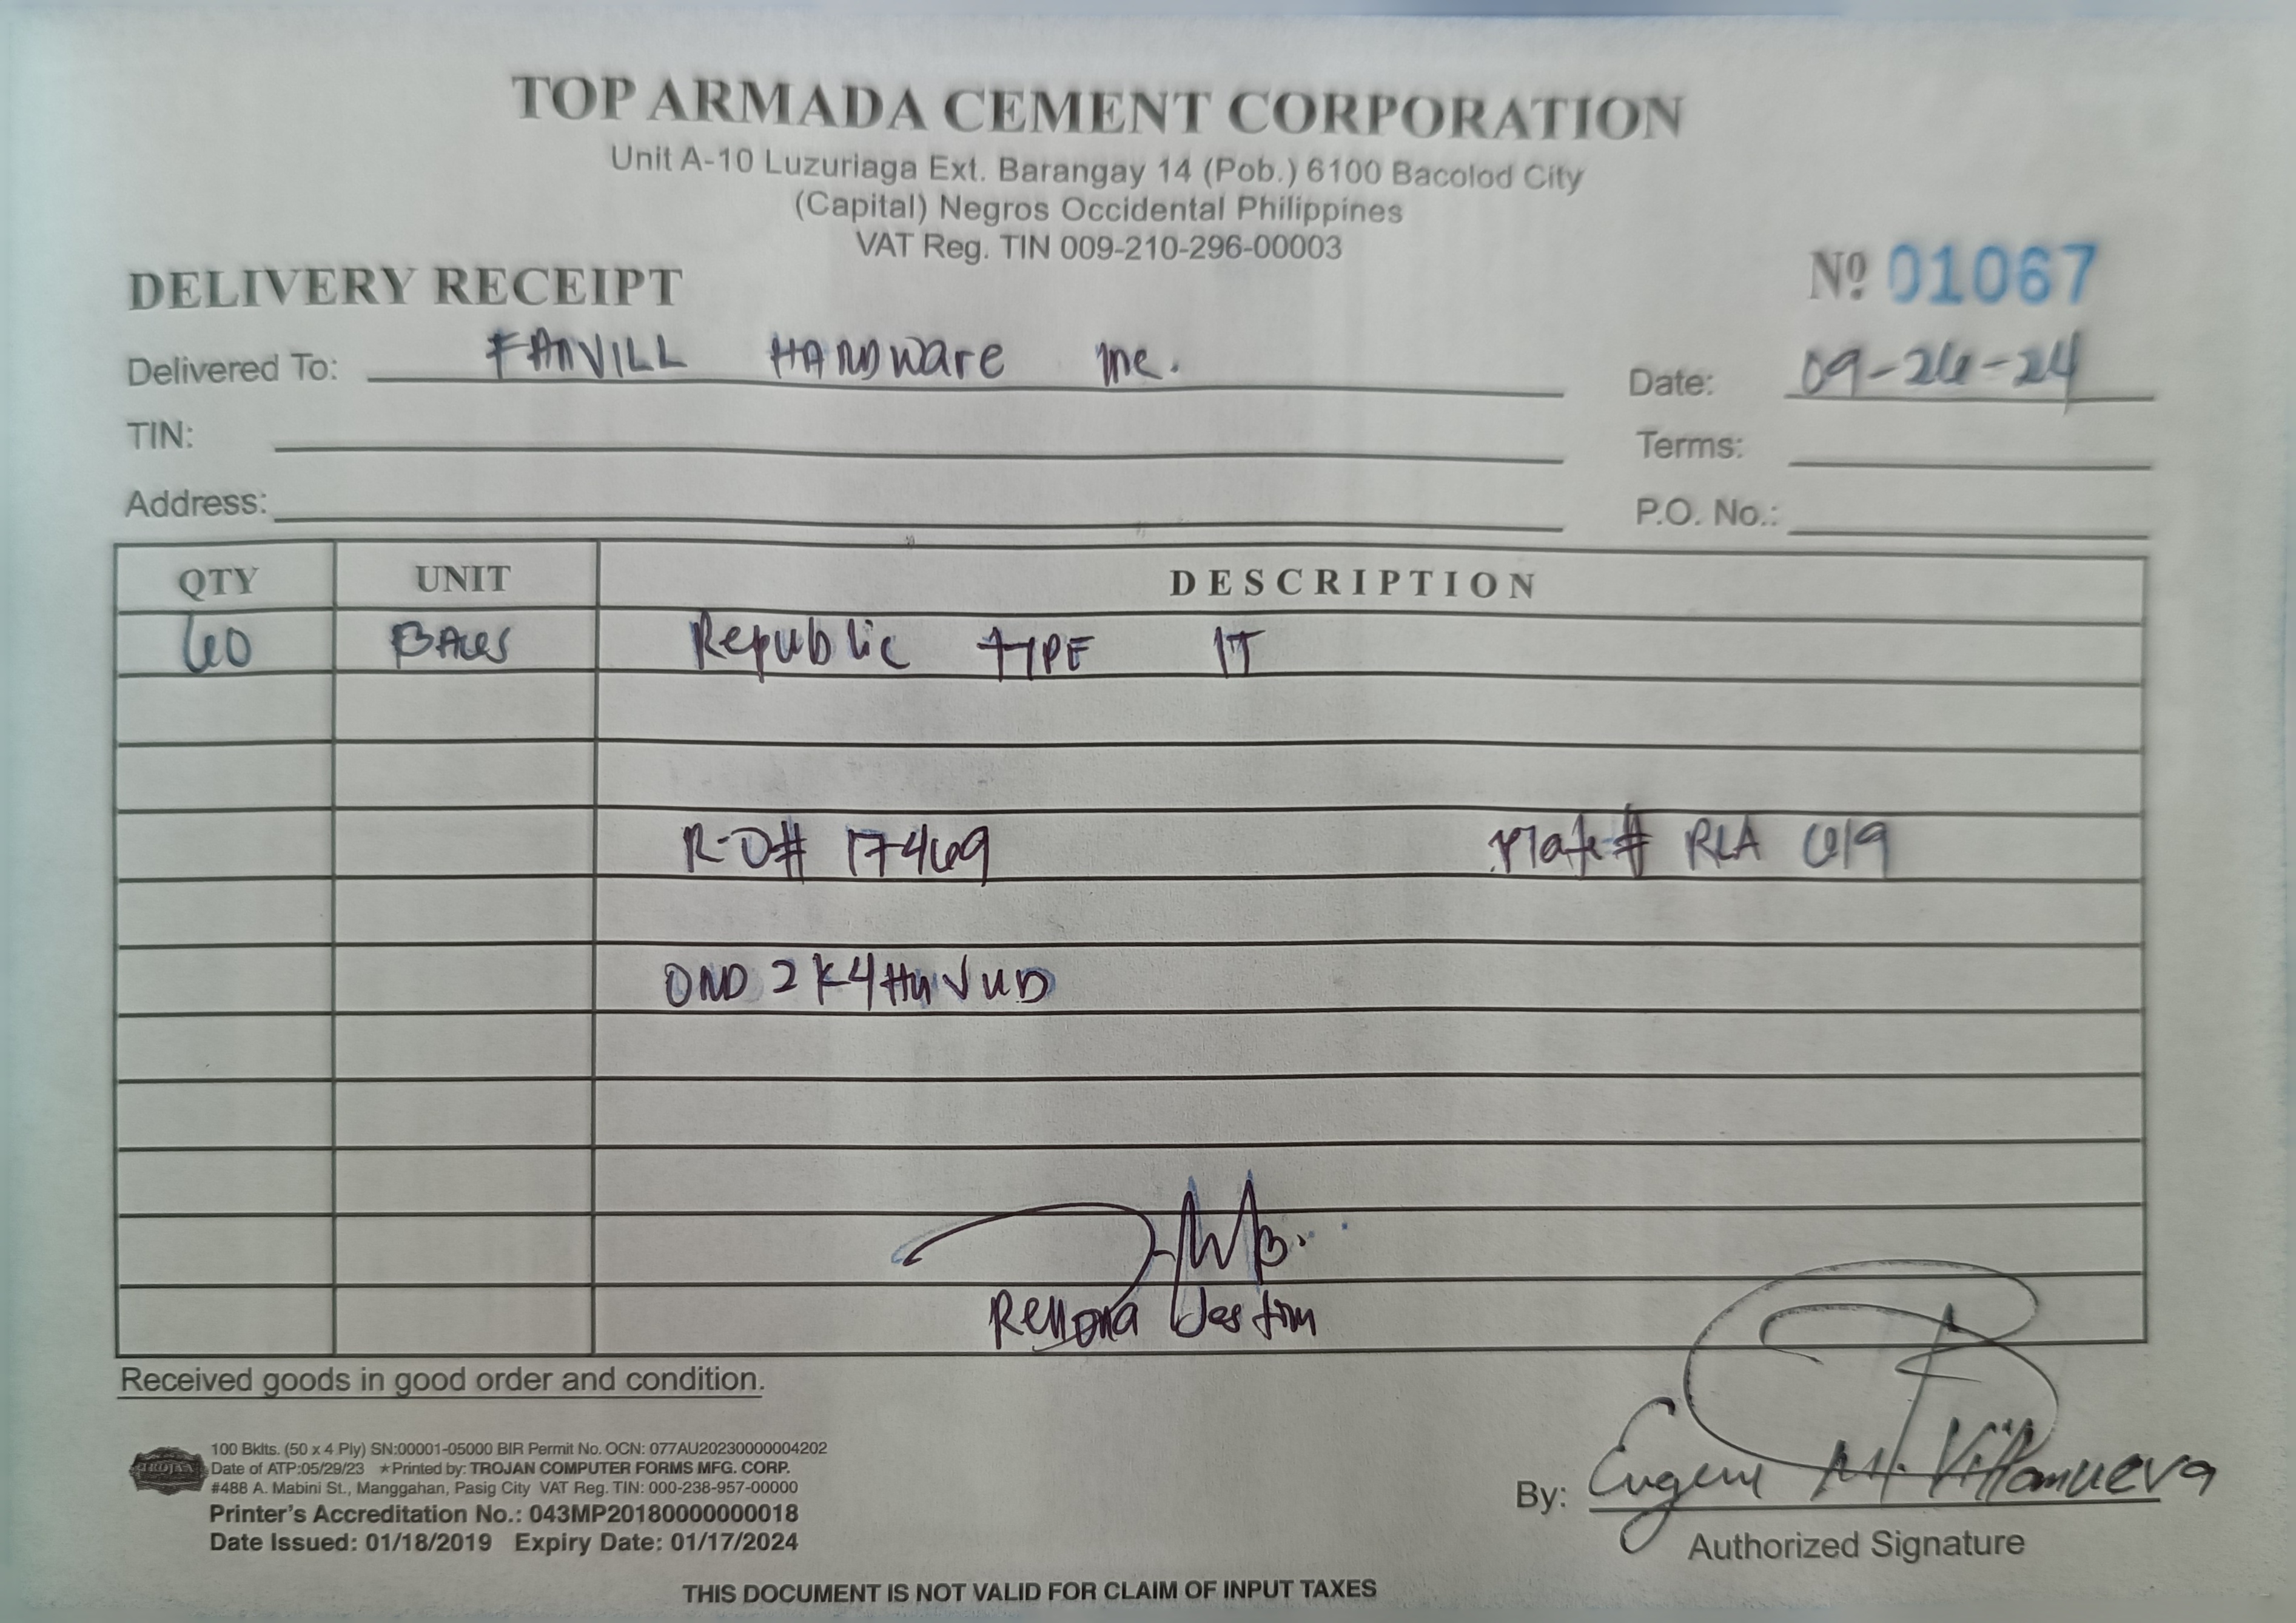 TOP ARMADA CEMENT CORPORATION
Unit A-10 Luzuriaga Ext. Barangay 14 (Pob.) 6100 Bacolod City
(Capital) Negros Occidental Philippines
VAT Reg. TIN 009-210-296-00003
DELIVERY RECEIPT
Nº 01067
Delivered To: FANVILL HARDWare Inc.
Date: 09-26-24
TIN:
Terms:
Address:
P.O. No.:
QTY UNIT DESCRIPTION
60 BAGS Republic TYPE 1T
R-O# 17469 Plate # RLA 619
Received goods in good order and condition.
TROJAN
100 Bklts. (50 x 4 Ply) SN:00001-05000 BIR Permit No. OCN: 077AU20230000004202
Date of ATP:05/29/23 ★Printed by: TROJAN COMPUTER FORMS MFG. CORP.
#488 A. Mabini St., Manggahan, Pasig City VAT Reg. TIN: 000-238-957-00000
Printer's Accreditation No.: 043MP20180000000018
Date Issued: 01/18/2019 Expiry Date: 01/17/2024
By: Eugene M. Villanueva
Authorized Signature
THIS DOCUMENT IS NOT VALID FOR CLAIM OF INPUT TAXES